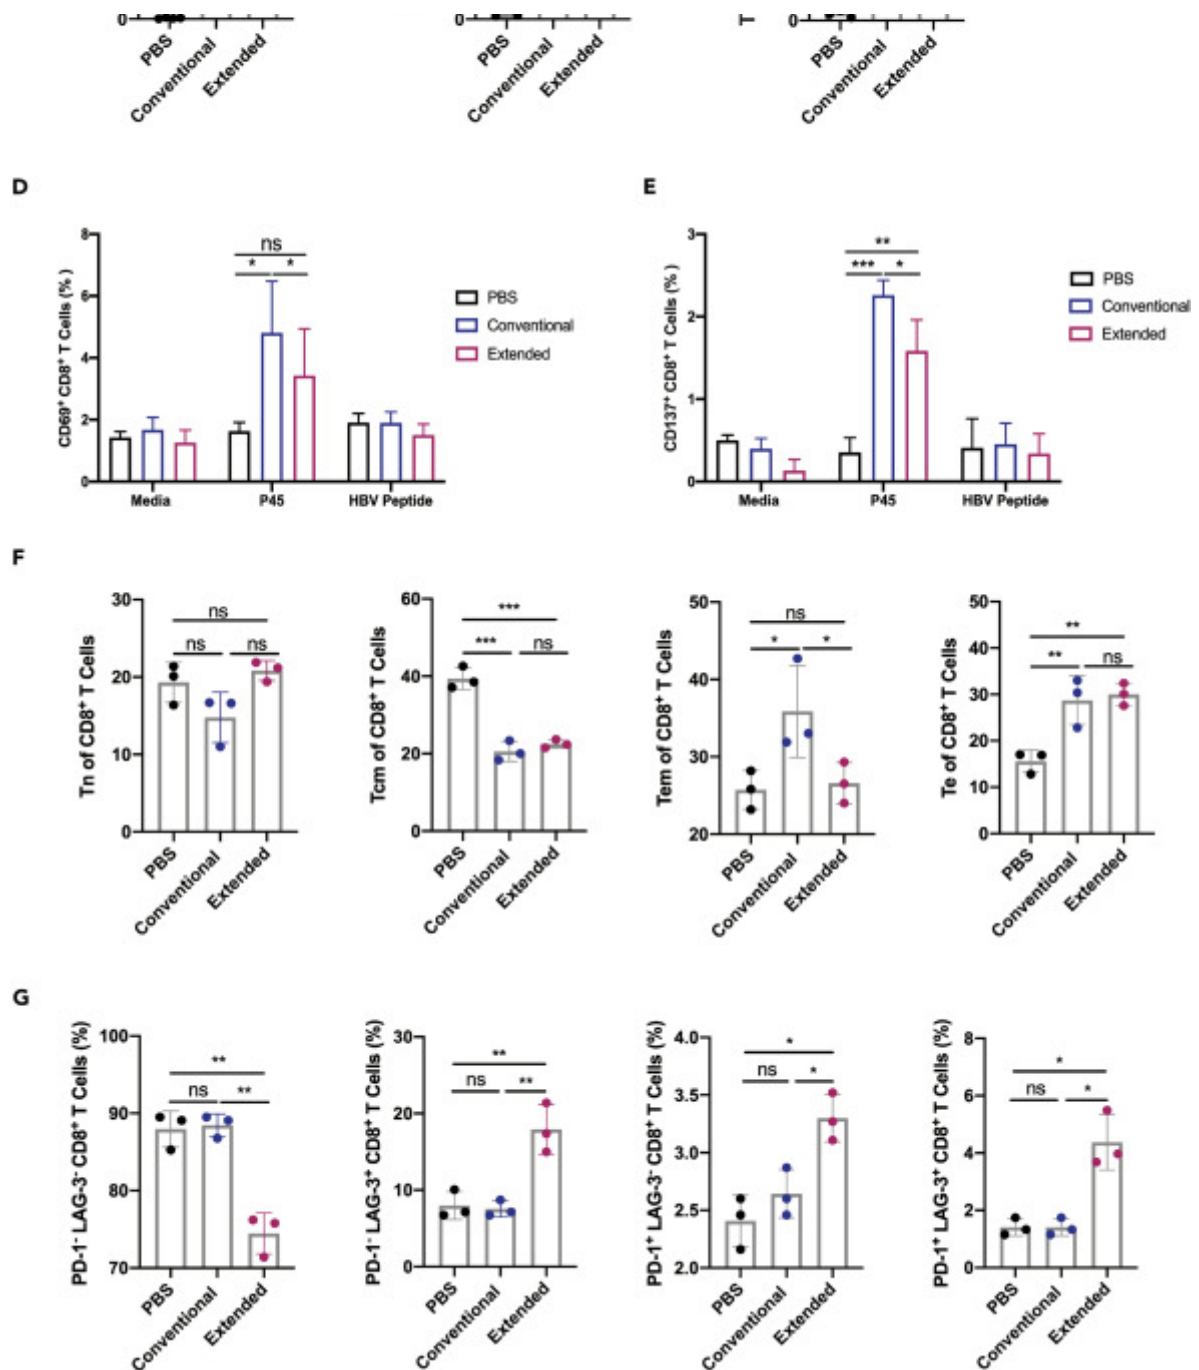 0
PBS
Conventional
Extended
0
PBS
Conventional
Extended
0
PBS
Conventional
Extended
D
CD69⁺ CD8⁺ T Cells (% )
8
6
4
2
0
ns
*
*
Media
P45
HBV Peptide
PBS
Conventional
Extended
E
CD137⁺ CD8⁺ T Cells (% )
3
2
1
0
**
***
*
Media
P45
HBV Peptide
PBS
Conventional
Extended
F
Tn of CD8⁺ T Cells
30
20
10
0
ns
ns
ns
PBS
Conventional
Extended
Tcm of CD8⁺ T Cells
60
40
20
0
***
***
ns
PBS
Conventional
Extended
Tem of CD8⁺ T Cells
50
40
30
20
ns
*
*
PBS
Conventional
Extended
Te of CD8⁺ T Cells
50
40
30
20
10
0
**
**
ns
PBS
Conventional
Extended
G
PD-1⁻ LAG-3⁻ CD8⁺ T Cells (%)
100
90
80
70
**
ns
**
PBS
Conventional
Extended
PD-1⁻ LAG-3⁺ CD8⁺ T Cells (%)
30
20
10
0
**
ns
**
PBS
Conventional
Extended
PD-1⁺ LAG-3⁻ CD8⁺ T Cells (%)
4.0
3.5
3.0
2.5
2.0
*
ns
*
PBS
Conventional
Extended
PD-1⁺ LAG-3⁺ CD8⁺ T Cells (%)
8
6
4
2
0
*
ns
*
PBS
Conventional
Extended